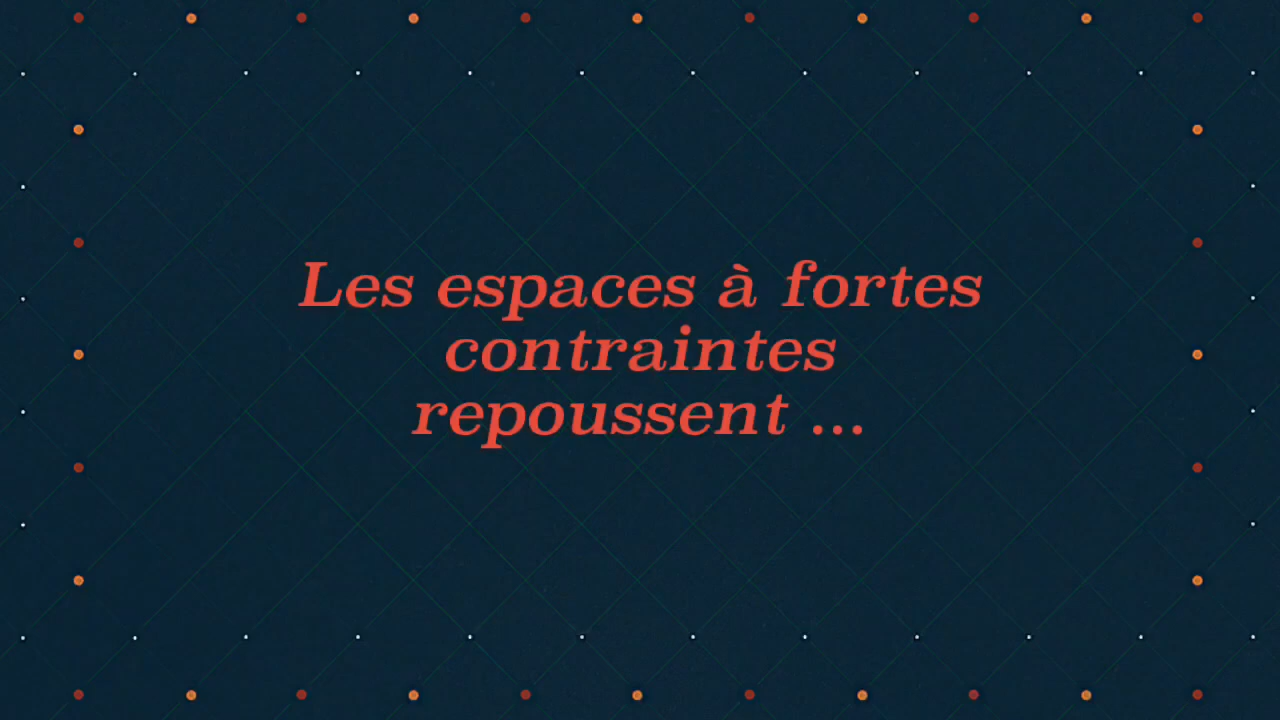 Les espaces à fortes
contraintes
repoussent ...